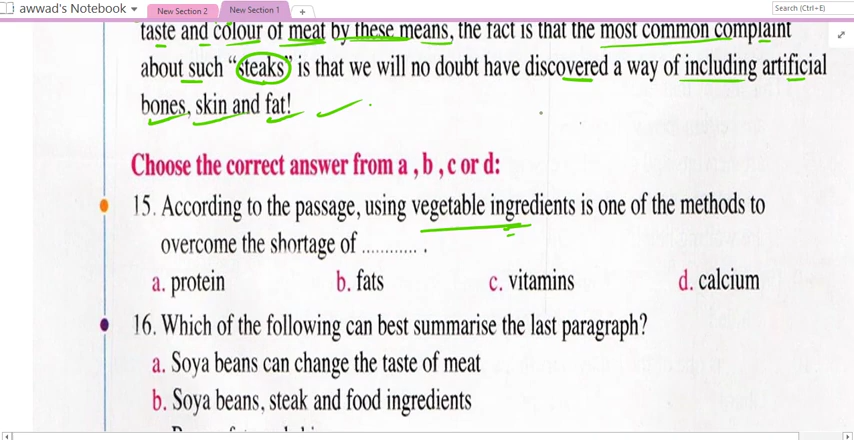 awwad's Notebook
New Section 2
New Section 1
+
Search (Ctrl+E)
taste and colour of meat by these means, the fact is that the most common complaint
about such “steaks” is that we will no doubt have discovered a way of including artificial
bones, skin and fat!
Choose the correct answer from a , b , c or d:
15. According to the passage, using vegetable ingredients is one of the methods to
overcome the shortage of ............ .
a. protein b. fats c. vitamins d. calcium
16. Which of the following can best summarise the last paragraph?
a. Soya beans can change the taste of meat
b. Soya beans, steak and food ingredients